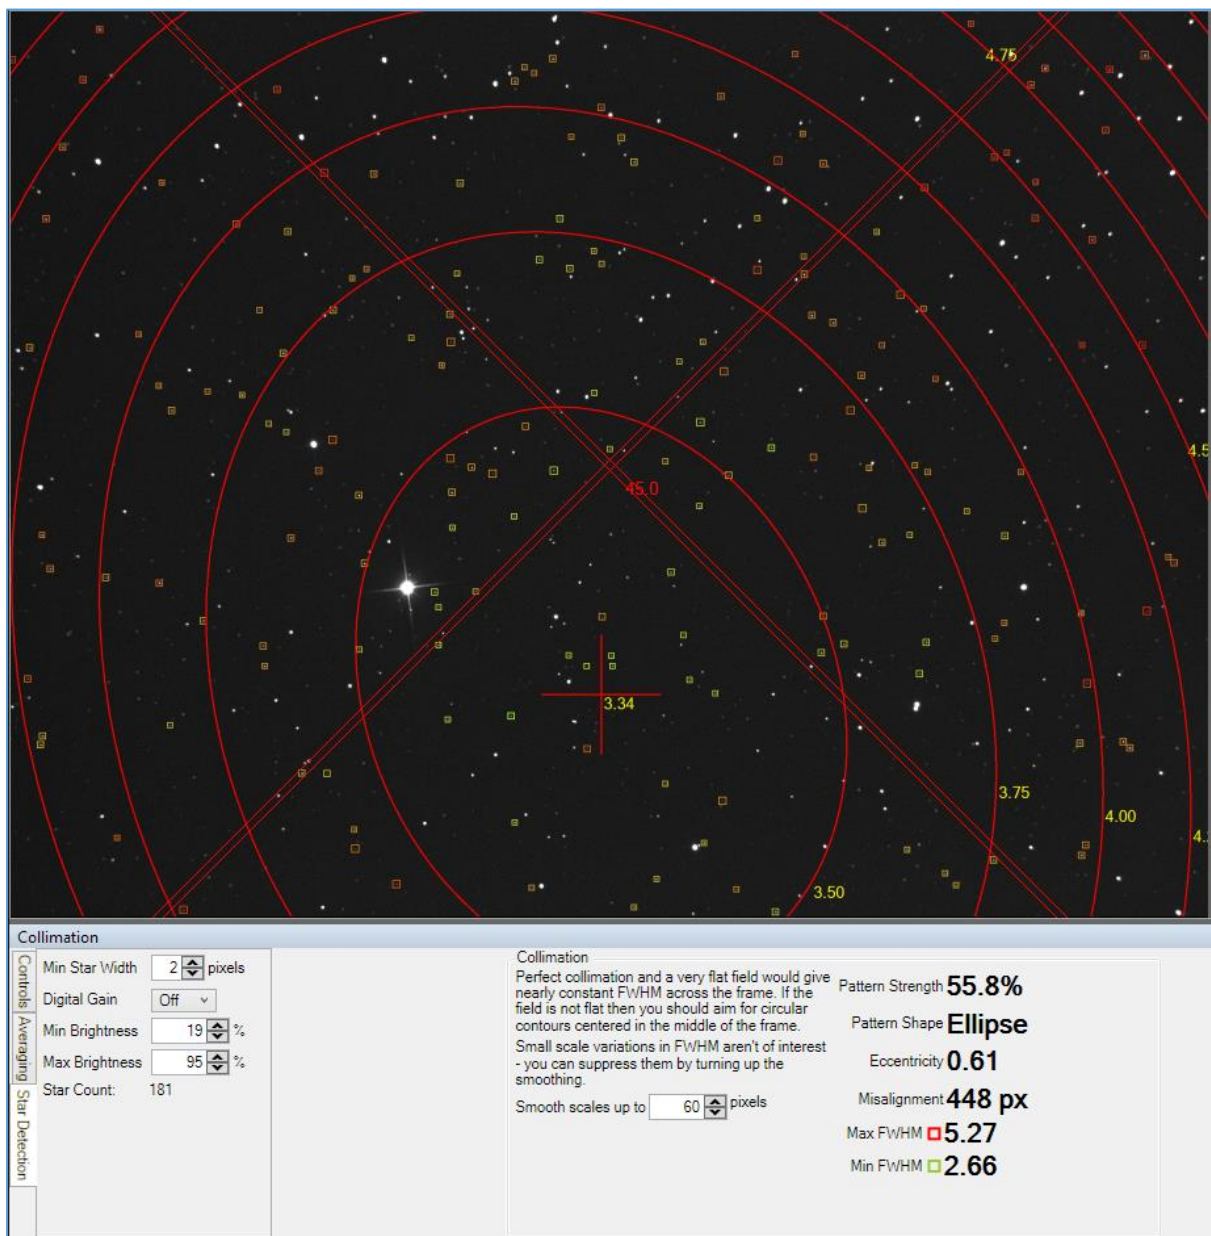 4.75
4.5
45.0
3.34
3.75
4.00
4.
3.50
Collimation
Controls
Averaging
Star Detection
Min Star Width 2 pixels
Digital Gain Off
Min Brightness 19 %
Max Brightness 95 %
Star Count: 181
Collimation
Perfect collimation and a very flat field would give
nearly constant FWHM across the frame. If the
field is not flat then you should aim for circular
contours centered in the middle of the frame.
Small scale variations in FWHM aren't of interest
- you can suppress them by turning up the
smoothing.
Smooth scales up to 60 pixels
Pattern Strength 55.8%
Pattern Shape Ellipse
Eccentricity 0.61
Misalignment 448 px
Max FWHM 5.27
Min FWHM 2.66